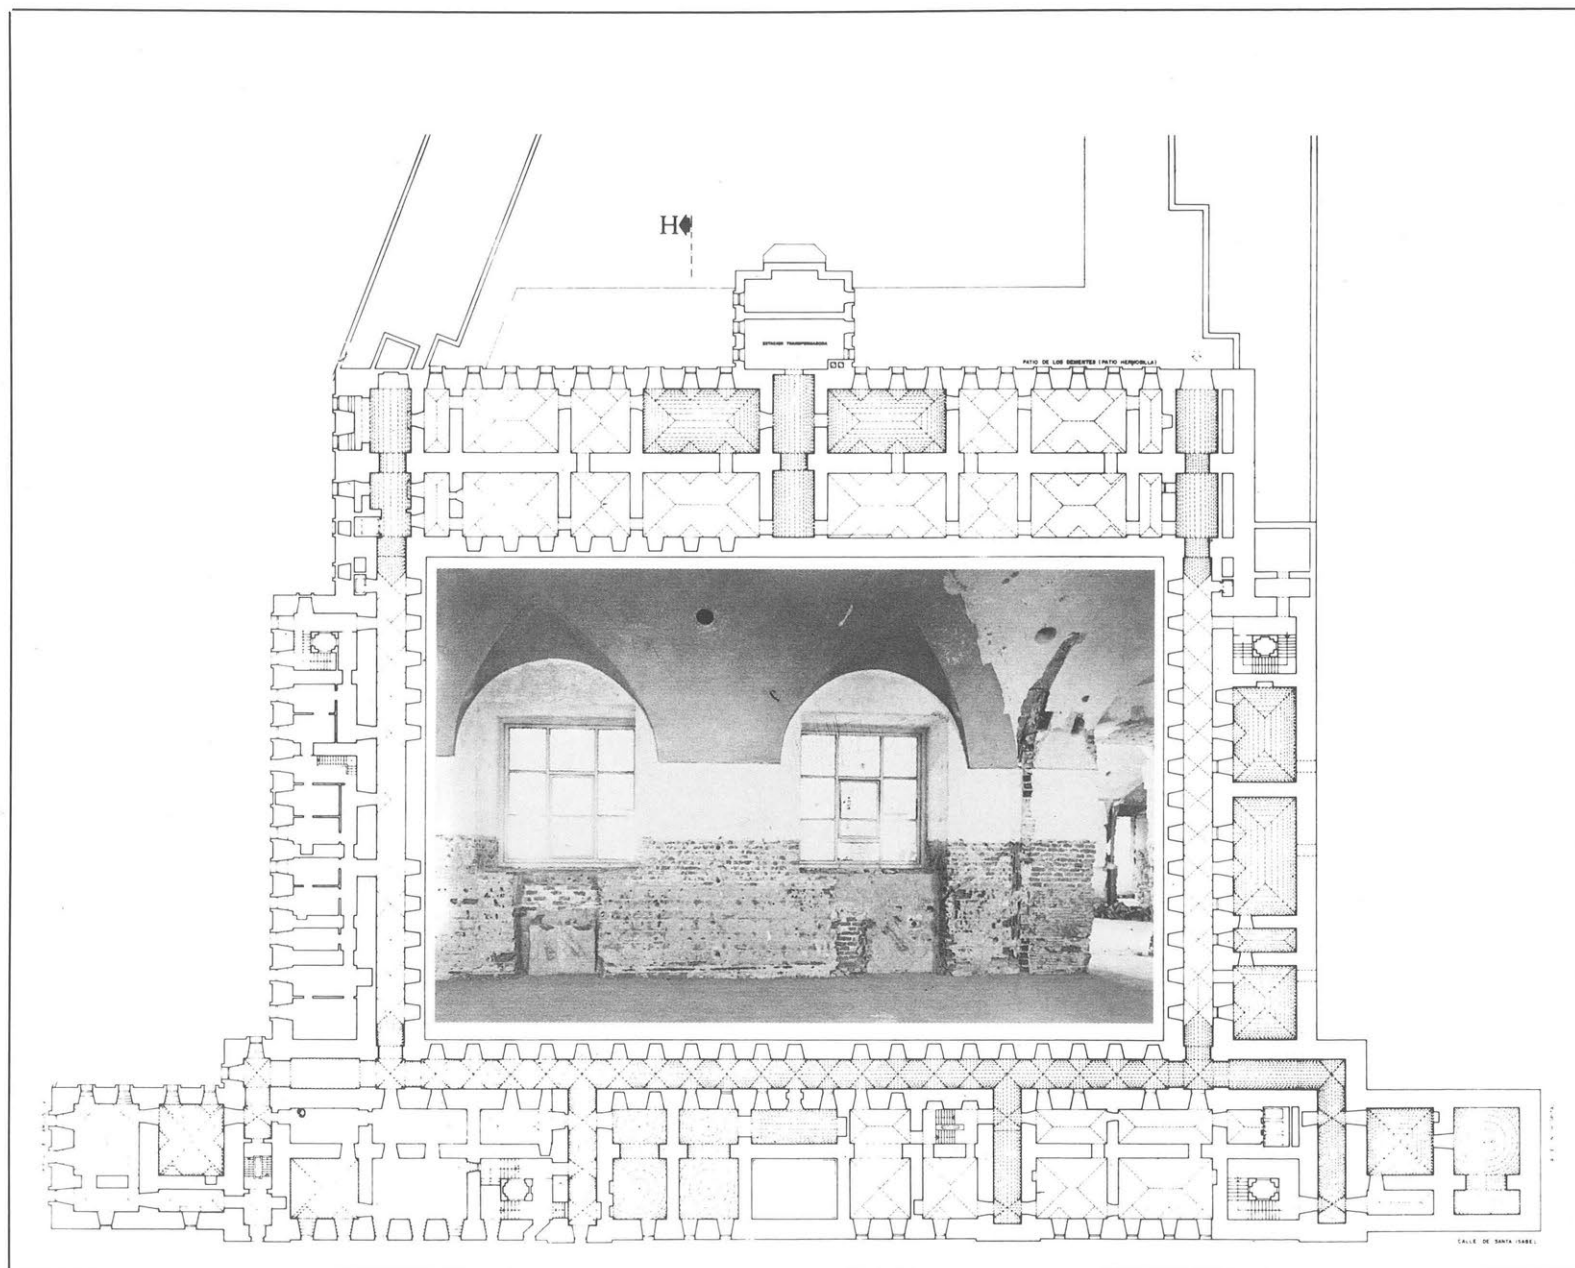 H
ESTACION TRANSFORMADORA
PATIO DE LOS DEMENTES (PATIO HERMOSILLA)
CALLE DE SANTA ISABEL